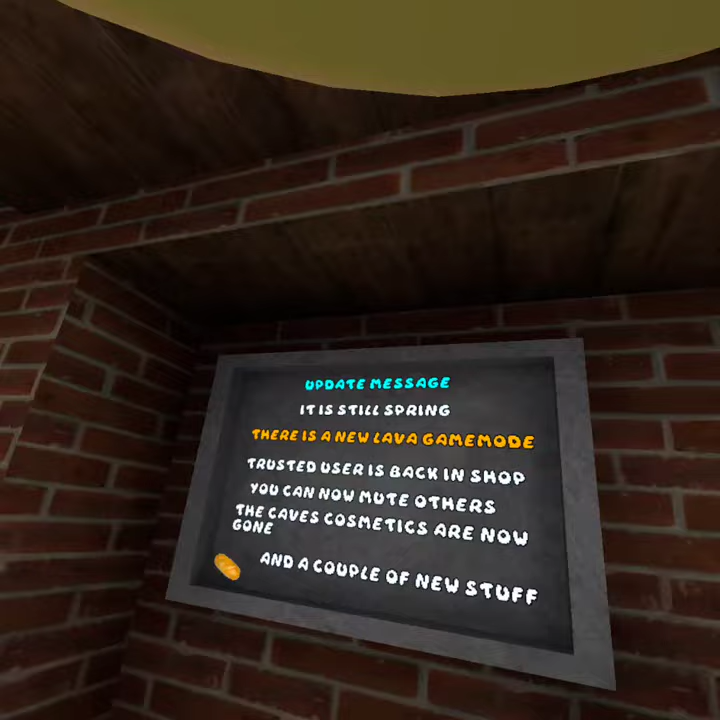 UPDATE MESSAGE
IT IS STILL SPRING
THERE IS A NEW LAVA GAMEMODE
TRUSTED USER IS BACK IN SHOP
YOU CAN NOW MUTE OTHERS
THE CAVES COSMETICS ARE NOW
GONE
AND A COUPLE OF NEW STUFF